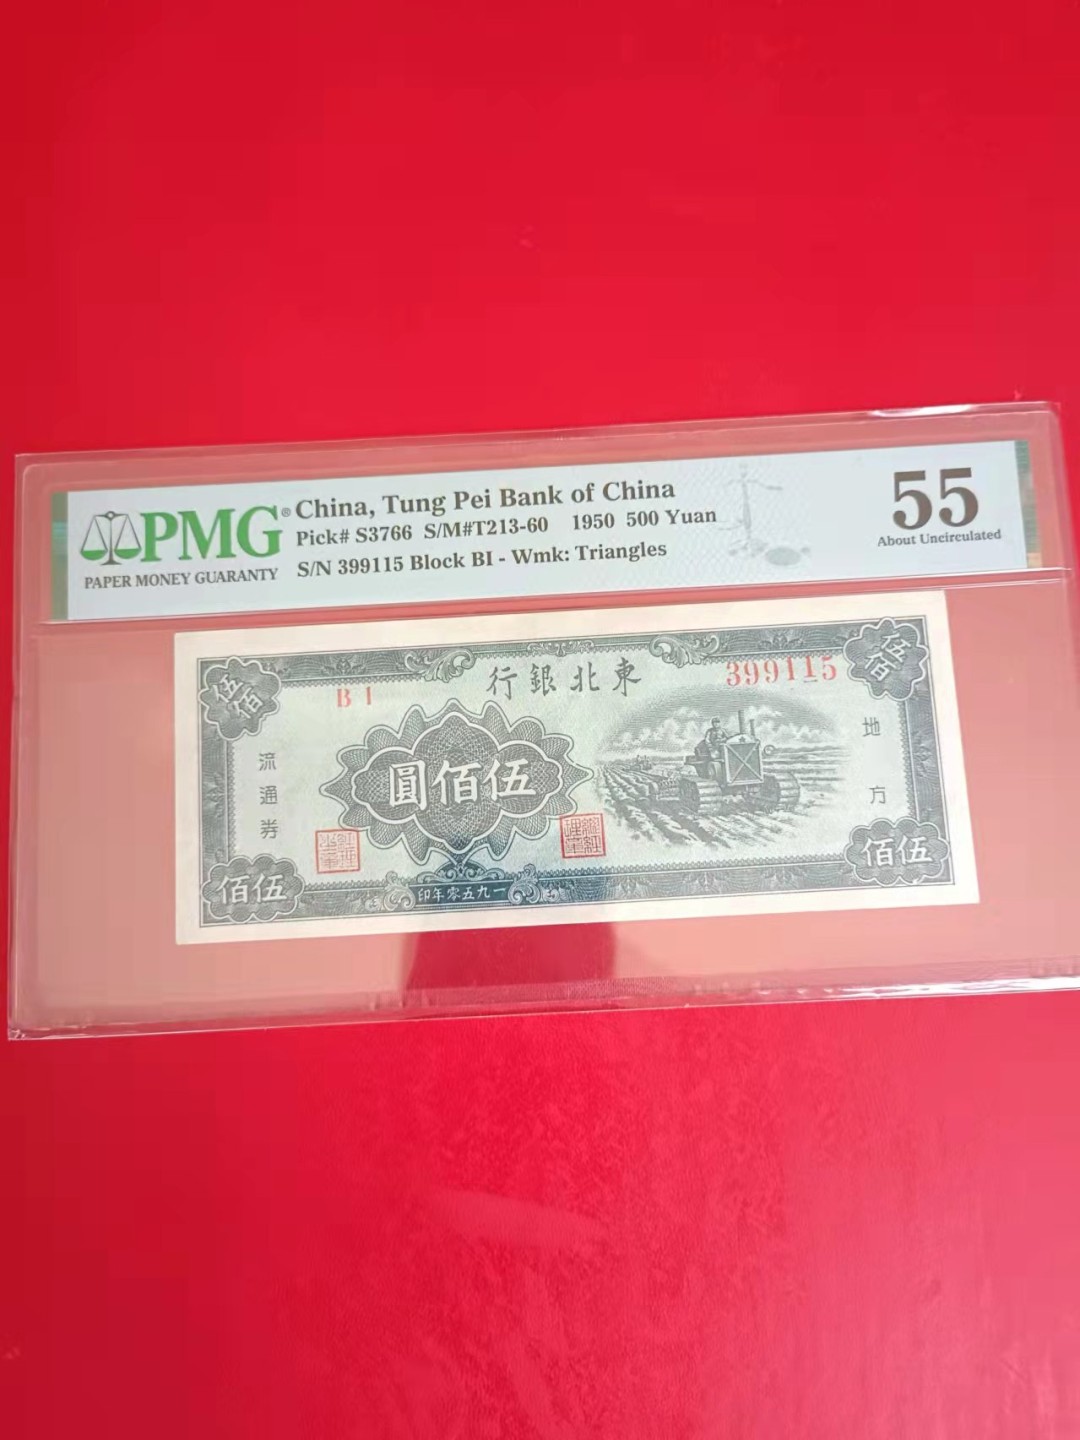 PMG®
PAPER MONEY GUARANTY
China, Tung Pei Bank of China
Pick# S3766 S/M#T213-60 1950 500 Yuan
S/N 399115 Block BI - Wmk: Triangles
55
About Uncirculated
伍佰
行銀北東
399115
伍佰
B I
流通券
圓佰伍
地方
佰伍
印年零五九一
佰伍